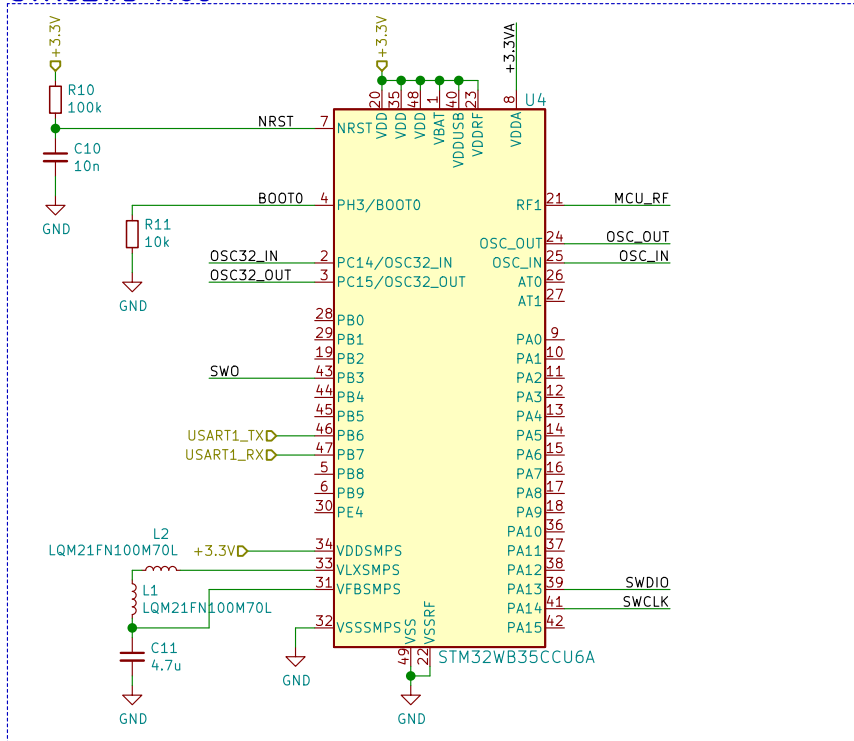 +3.3V
R10
100k
C10
10n
GND
NRST
BOOT0
R11
10k
GND
OSC32_IN
OSC32_OUT
SWO
USART1_TX
USART1_RX
L2
LQM21FN100M70L
+3.3V
L1
LQM21FN100M70L
C11
4.7u
GND
GND
+3.3V
+3.3VA
U4
20 VDD
35 VDD
48 VDD
1 VBAT
40 VDDUSB
23 VDDRF
8 VDDA
7 NRST
4 PH3/BOOT0
2 PC14/OSC32_IN
3 PC15/OSC32_OUT
28 PB0
29 PB1
19 PB2
43 PB3
44 PB4
45 PB5
46 PB6
47 PB7
5 PB8
6 PB9
30 PE4
34 VDDSMPS
33 VLXSMPS
31 VFBSMPS
32 VSSSMPS
49 VSS
22 VSSRF
GND
STM32WB35CCU6A
RF1 21 MCU_RF
OSC_OUT 24 OSC_OUT
OSC_IN 25 OSC_IN
AT0 26
AT1 27
PA0 9
PA1 10
PA2 11
PA3 12
PA4 13
PA5 14
PA6 15
PA7 16
PA8 17
PA9 18
PA10 36
PA11 37
PA12 38
PA13 39 SWDIO
PA14 41 SWCLK
PA15 42